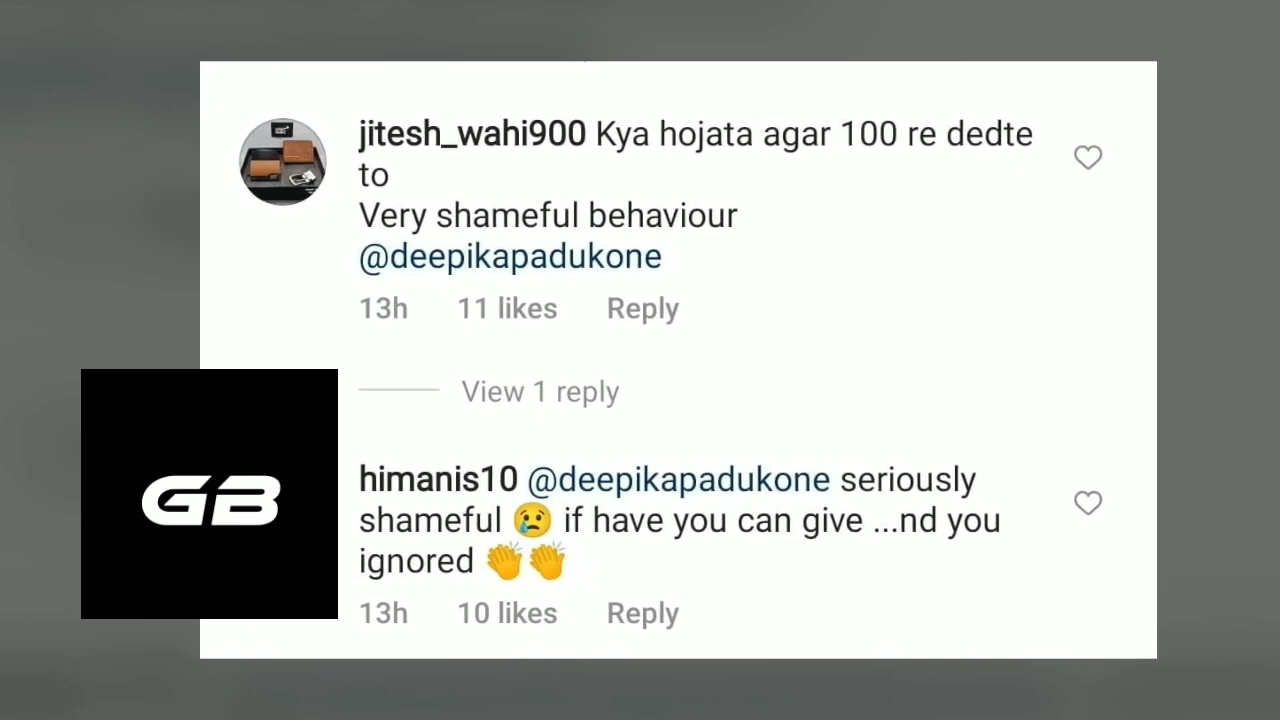 jitesh_wahi900 Kya hojata agar 100 re dedte
to
Very shameful behaviour
@deepikapadukone
13h 11 likes Reply
View 1 reply
GB
himanis10 @deepikapadukone seriously
shameful 😢 if have you can give ...nd you
ignored 👏👏
13h 10 likes Reply